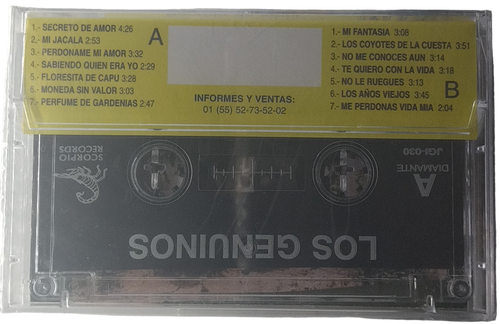 1.- SECRETO DE AMOR 4:26
2.- MI JACALA 2:53
3.- PERDONAME MI AMOR 3:32
4.- SABIENDO QUIEN ERA YO 2:29
5.- FLORESITA DE CAPU 3:28
6.- MONEDA SIN VALOR 3:03
7.- PERFUME DE GARDENIAS 2:47
A
INFORMES Y VENTAS:
01 (55) 52-73-52-02
1.- MI FANTASIA 3:08
2.- LOS COYOTES DE LA CUESTA 3:51
3.- NO ME CONOCES AUN 3:14
4.- TE QUIERO CON LA VIDA 3:18
5.- NO LE RUEGUES 3:13
6.- LOS AÑOS VIEJOS 3:45
7.- ME PERDONAS VIDA MIA 2:04
B
SCORPIO
RECORDS
A
DIAMANTE
JGI-030
LOS GENUINOS